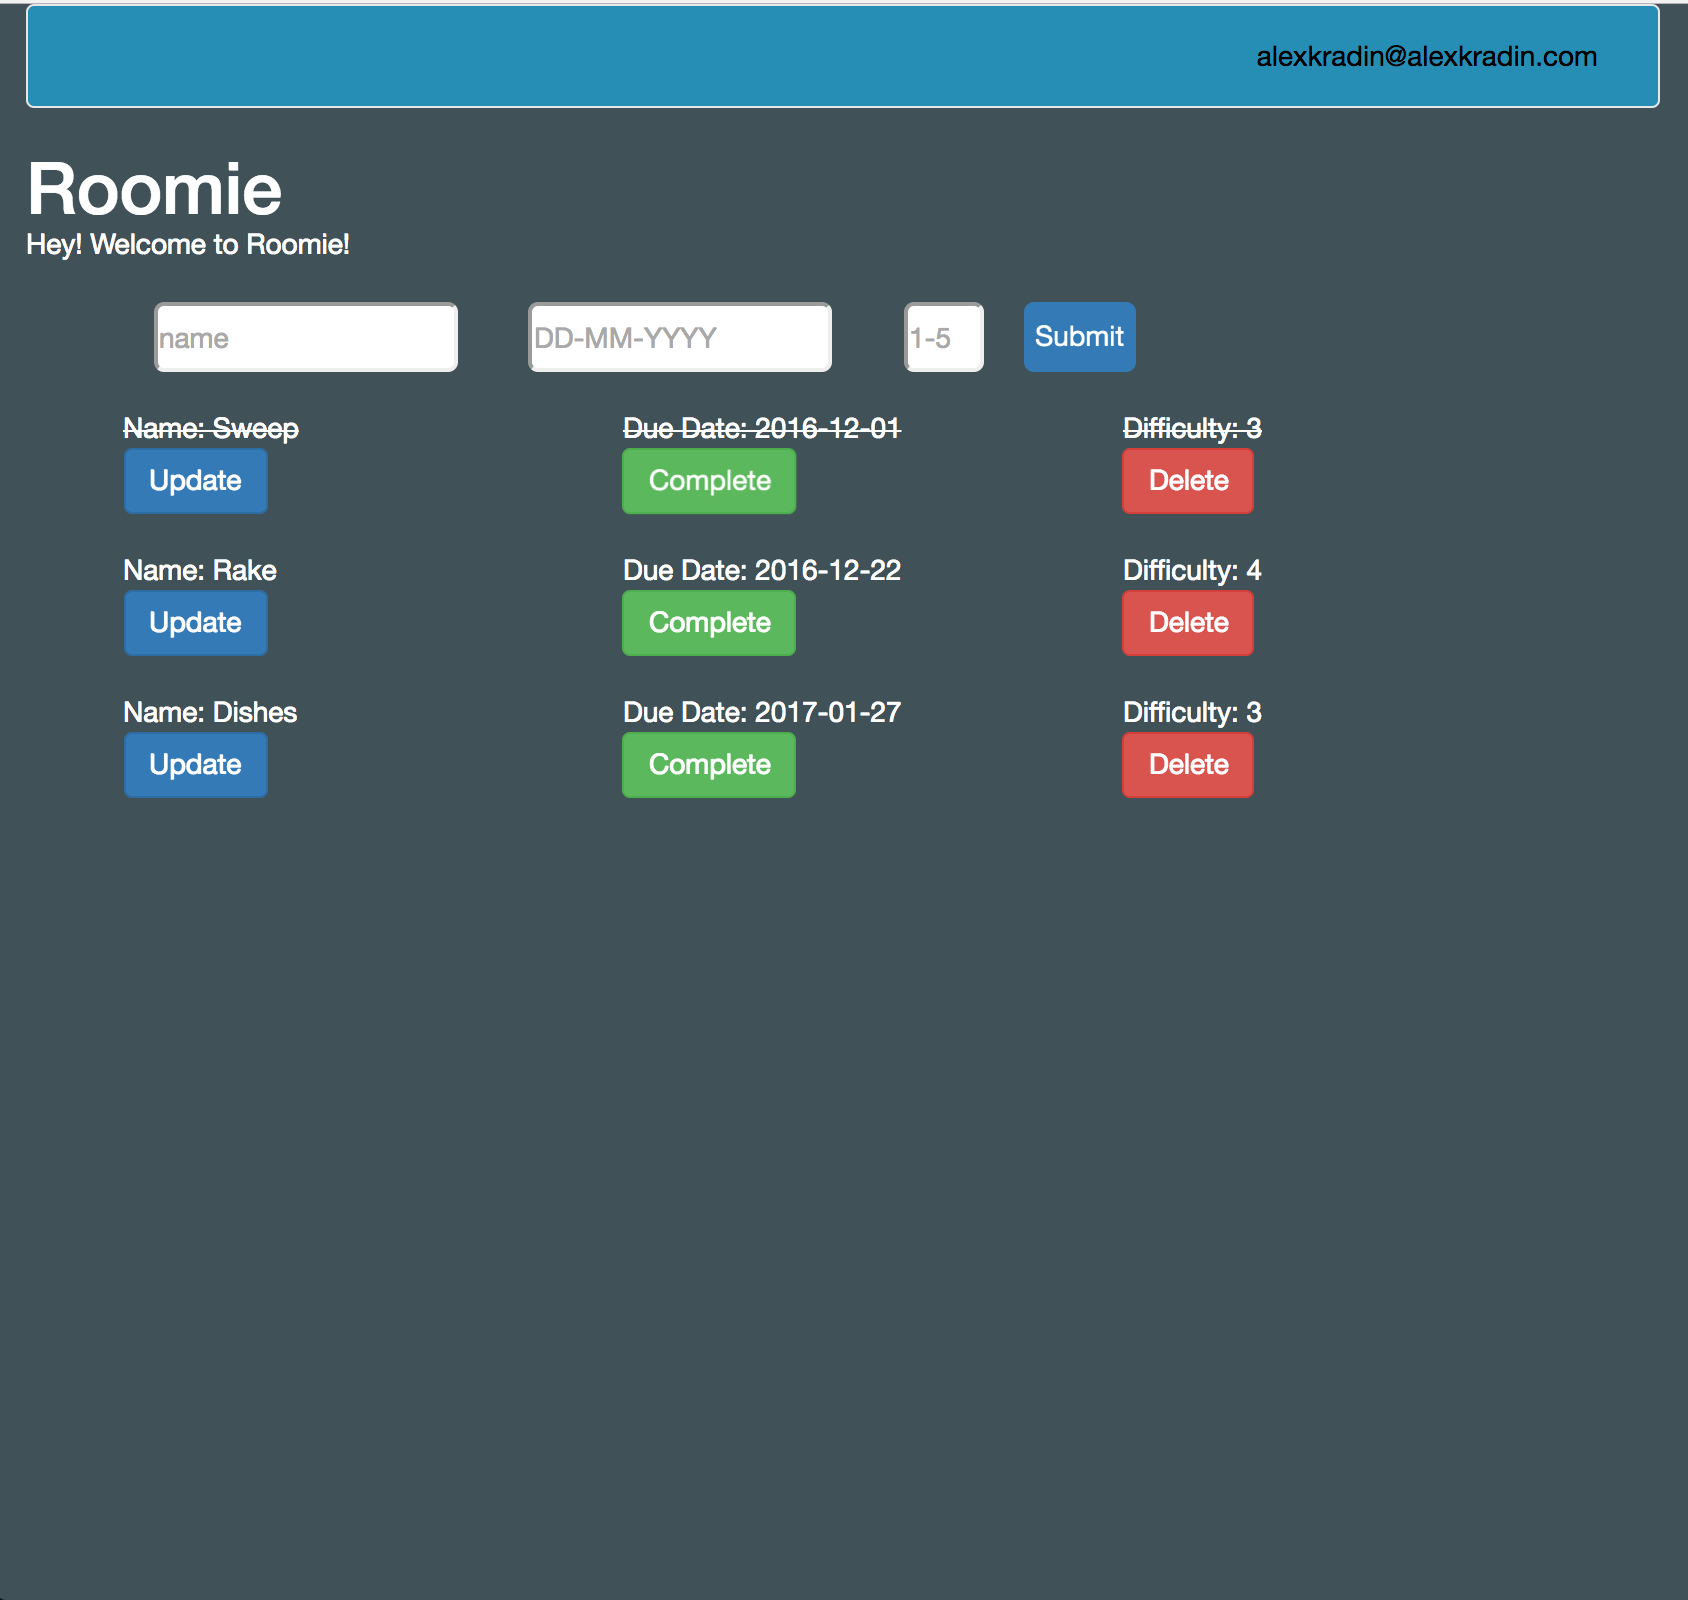 alexkradin@alexkradin.com
Roomie
Hey! Welcome to Roomie!
name DD-MM-YYYY 1-5 Submit
Name: Sweep Due Date: 2016-12-01 Difficulty: 3
Update Complete Delete
Name: Rake Due Date: 2016-12-22 Difficulty: 4
Update Complete Delete
Name: Dishes Due Date: 2017-01-27 Difficulty: 3
Update Complete Delete